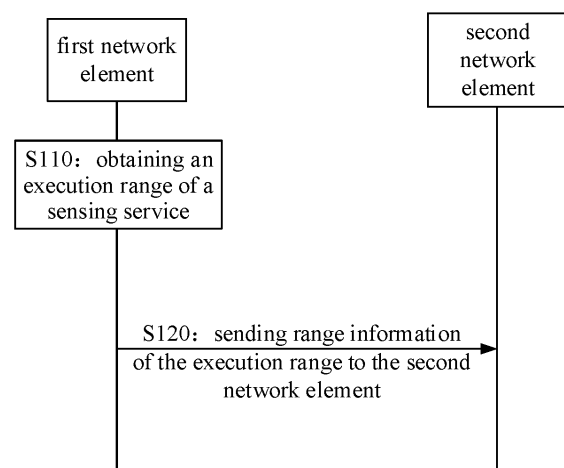 first network
element
second
network
element
S110：obtaining an
execution range of a
sensing service
S120：sending range information
of the execution range to the second
network element